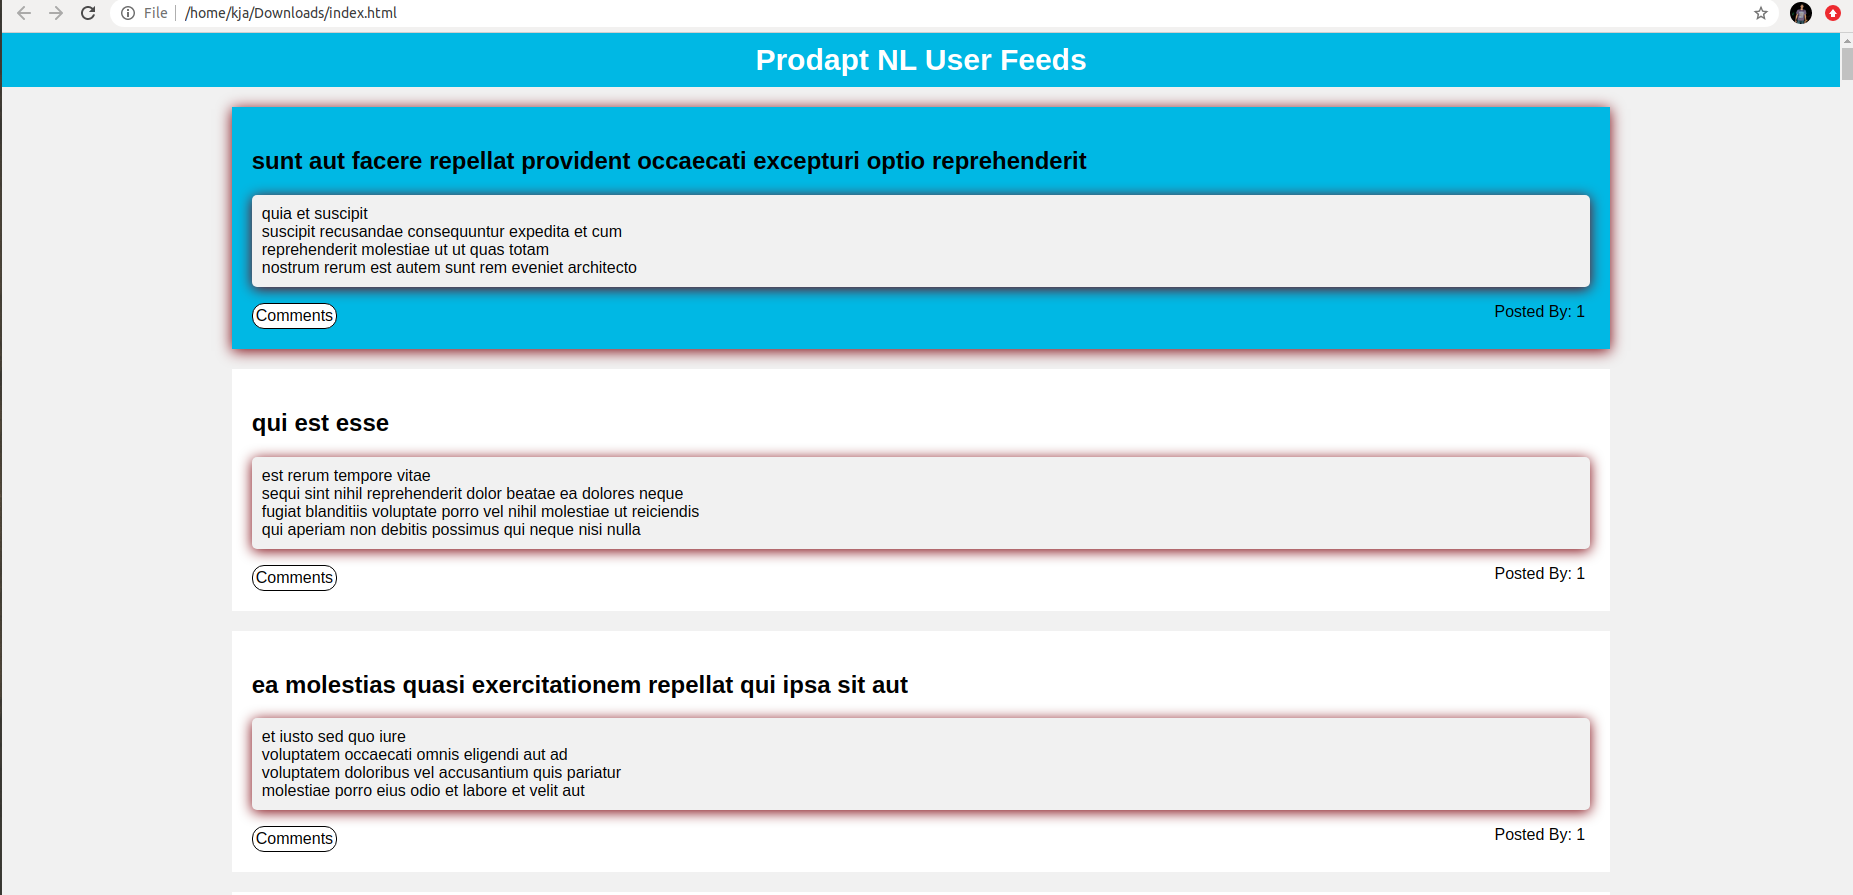 File /home/kja/Downloads/index.html
Prodapt NL User Feeds
sunt aut facere repellat provident occaecati excepturi optio reprehenderit
quia et suscipit
suscipit recusandae consequuntur expedita et cum
reprehenderit molestiae ut ut quas totam
nostrum rerum est autem sunt rem eveniet architecto
Comments Posted By: 1
qui est esse
est rerum tempore vitae
sequi sint nihil reprehenderit dolor beatae ea dolores neque
fugiat blanditiis voluptate porro vel nihil molestiae ut reiciendis
qui aperiam non debitis possimus qui neque nisi nulla
Comments Posted By: 1
ea molestias quasi exercitationem repellat qui ipsa sit aut
et iusto sed quo iure
voluptatem occaecati omnis eligendi aut ad
voluptatem doloribus vel accusantium quis pariatur
molestiae porro eius odio et labore et velit aut
Comments Posted By: 1